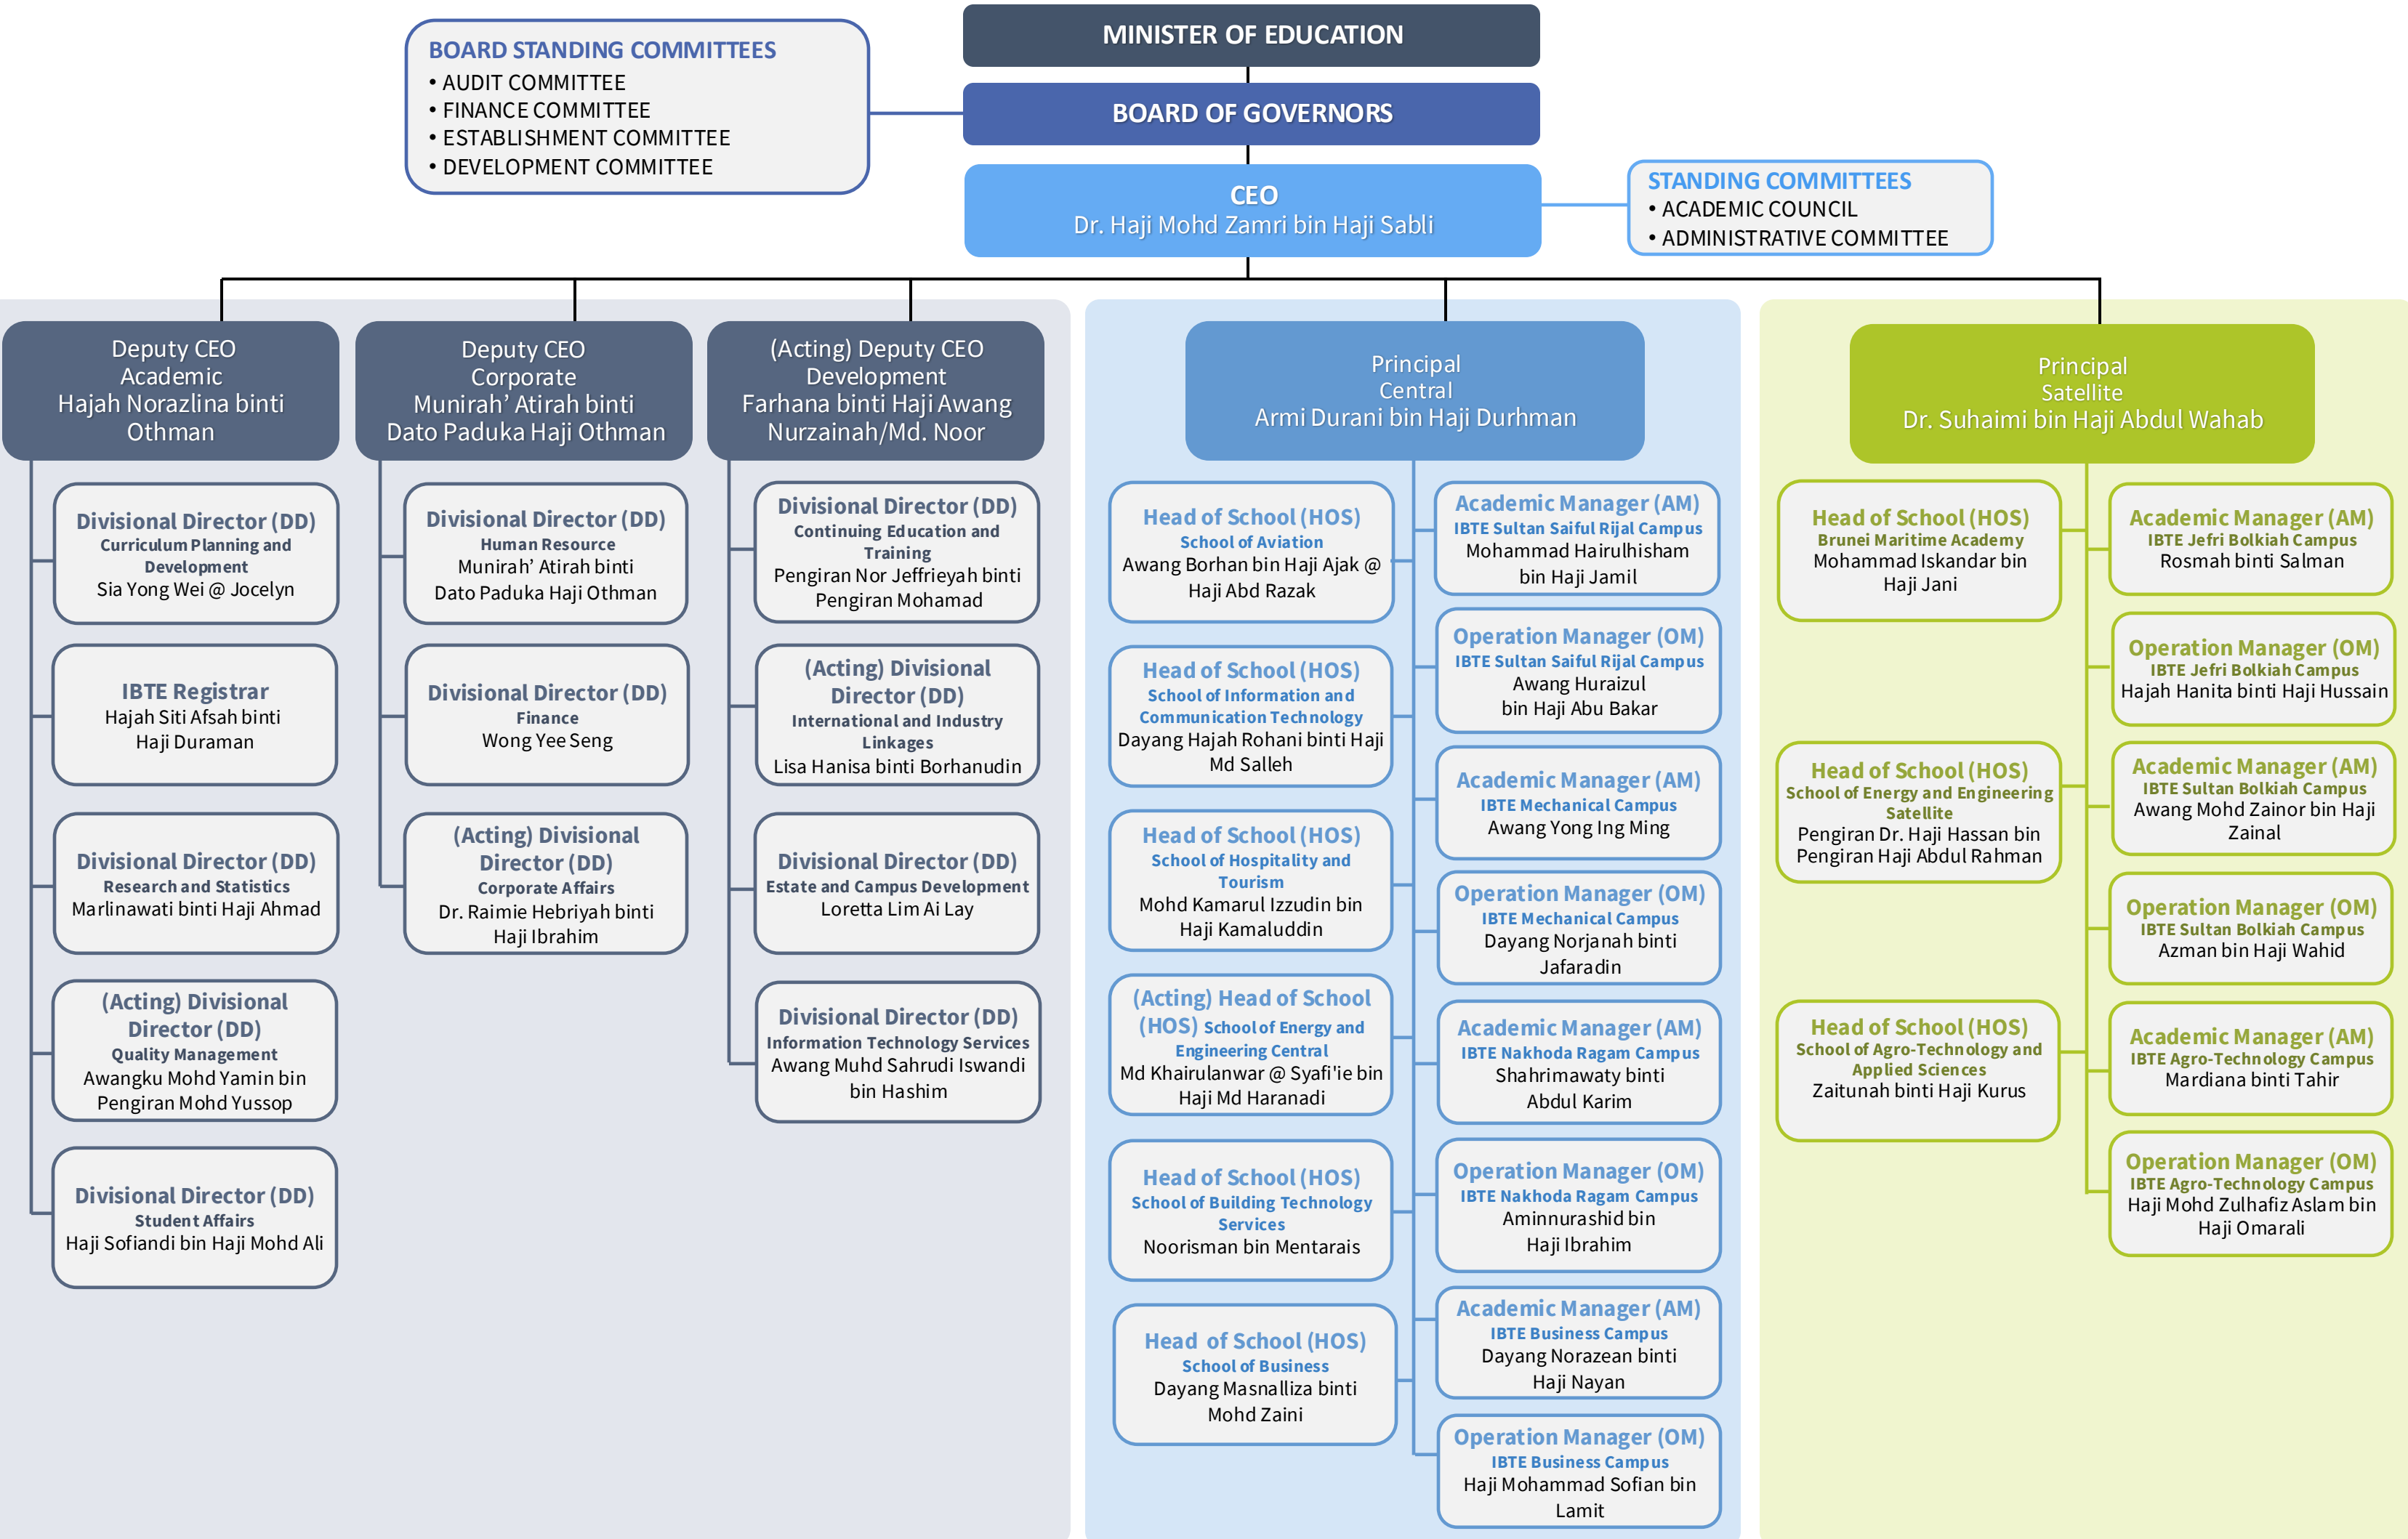 MINISTER OF EDUCATION
BOARD STANDING COMMITTEES
• AUDIT COMMITTEE
• FINANCE COMMITTEE
• ESTABLISHMENT COMMITTEE
• DEVELOPMENT COMMITTEE
BOARD OF GOVERNORS
CEO
Dr. Haji Mohd Zamri bin Haji Sabli
STANDING COMMITTEES
• ACADEMIC COUNCIL
• ADMINISTRATIVE COMMITTEE
Deputy CEO
Academic
Hajah Norazlina binti
Othman
Divisional Director (DD)
Curriculum Planning and
Development
Sia Yong Wei @ Jocelyn
IBTE Registrar
Hajah Siti Afsah binti
Haji Duraman
Divisional Director (DD)
Research and Statistics
Marlinawati binti Haji Ahmad
(Acting) Divisional
Director (DD)
Quality Management
Awangku Mohd Yamin bin
Pengiran Mohd Yussop
Divisional Director (DD)
Student Affairs
Haji Sofiandi bin Haji Mohd Ali
Deputy CEO
Corporate
Munirah’ Atirah binti
Dato Paduka Haji Othman
Divisional Director (DD)
Human Resource
Munirah’ Atirah binti
Dato Paduka Haji Othman
Divisional Director (DD)
Finance
Wong Yee Seng
(Acting) Divisional
Director (DD)
Corporate Affairs
Dr. Raimie Hebriyah binti
Haji Ibrahim
(Acting) Deputy CEO
Development
Farhana binti Haji Awang
Nurzainah/Md. Noor
Divisional Director (DD)
Continuing Education and
Training
Pengiran Nor Jeffrieyah binti
Pengiran Mohamad
(Acting) Divisional
Director (DD)
International and Industry
Linkages
Lisa Hanisa binti Borhanudin
Divisional Director (DD)
Estate and Campus Development
Loretta Lim Ai Lay
Divisional Director (DD)
Information Technology Services
Awang Muhd Sahrudi Iswandi
bin Hashim
Principal
Central
Armi Durani bin Haji Durhman
Head of School (HOS)
School of Aviation
Awang Borhan bin Haji Ajak @
Haji Abd Razak
Head of School (HOS)
School of Information and
Communication Technology
Dayang Hajah Rohani binti Haji
Md Salleh
Head of School (HOS)
School of Hospitality and
Tourism
Mohd Kamarul Izzudin bin
Haji Kamaluddin
(Acting) Head of School
(HOS) School of Energy and
Engineering Central
Md Khairulanwar @ Syafi'ie bin
Haji Md Haranadi
Head of School (HOS)
School of Building Technology
Services
Noorisman bin Mentarais
Head of School (HOS)
School of Business
Dayang Masnalliza binti
Mohd Zaini
Academic Manager (AM)
IBTE Sultan Saiful Rijal Campus
Mohammad Hairulhisham
bin Haji Jamil
Operation Manager (OM)
IBTE Sultan Saiful Rijal Campus
Awang Huraizul
bin Haji Abu Bakar
Academic Manager (AM)
IBTE Mechanical Campus
Awang Yong Ing Ming
Operation Manager (OM)
IBTE Mechanical Campus
Dayang Norjanah binti
Jafaradin
Academic Manager (AM)
IBTE Nakhoda Ragam Campus
Shahrimawaty binti
Abdul Karim
Operation Manager (OM)
IBTE Nakhoda Ragam Campus
Aminnurashid bin
Haji Ibrahim
Academic Manager (AM)
IBTE Business Campus
Dayang Norazean binti
Haji Nayan
Operation Manager (OM)
IBTE Business Campus
Haji Mohammad Sofian bin
Lamit
Principal
Satellite
Dr. Suhaimi bin Haji Abdul Wahab
Head of School (HOS)
Brunei Maritime Academy
Mohammad Iskandar bin
Haji Jani
Head of School (HOS)
School of Energy and Engineering
Satellite
Pengiran Dr. Haji Hassan bin
Pengiran Haji Abdul Rahman
Head of School (HOS)
School of Agro-Technology and
Applied Sciences
Zaitunah binti Haji Kurus
Academic Manager (AM)
IBTE Jefri Bolkiah Campus
Rosmah binti Salman
Operation Manager (OM)
IBTE Jefri Bolkiah Campus
Hajah Hanita binti Haji Hussain
Academic Manager (AM)
IBTE Sultan Bolkiah Campus
Awang Mohd Zainor bin Haji
Zainal
Operation Manager (OM)
IBTE Sultan Bolkiah Campus
Azman bin Haji Wahid
Academic Manager (AM)
IBTE Agro-Technology Campus
Mardiana binti Tahir
Operation Manager (OM)
IBTE Agro-Technology Campus
Haji Mohd Zulhafiz Aslam bin
Haji Omarali